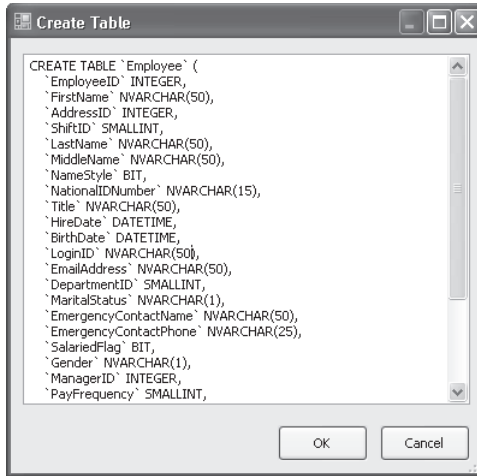 Create Table
CREATE TABLE `Employee` (
`EmployeeID` INTEGER,
`FirstName` NVARCHAR(50),
`AddressID` INTEGER,
`ShiftID` SMALLINT,
`LastName` NVARCHAR(50),
`MiddleName` NVARCHAR(50),
`NameStyle` BIT,
`NationalIDNumber` NVARCHAR(15),
`Title` NVARCHAR(50),
`HireDate` DATETIME,
`BirthDate` DATETIME,
`LoginID` NVARCHAR(50),
`EmailAddress` NVARCHAR(50),
`DepartmentID` SMALLINT,
`MaritalStatus` NVARCHAR(1),
`EmergencyContactName` NVARCHAR(50),
`EmergencyContactPhone` NVARCHAR(25),
`SalariedFlag` BIT,
`Gender` NVARCHAR(1),
`ManagerID` INTEGER,
`PayFrequency` SMALLINT,
OK
Cancel